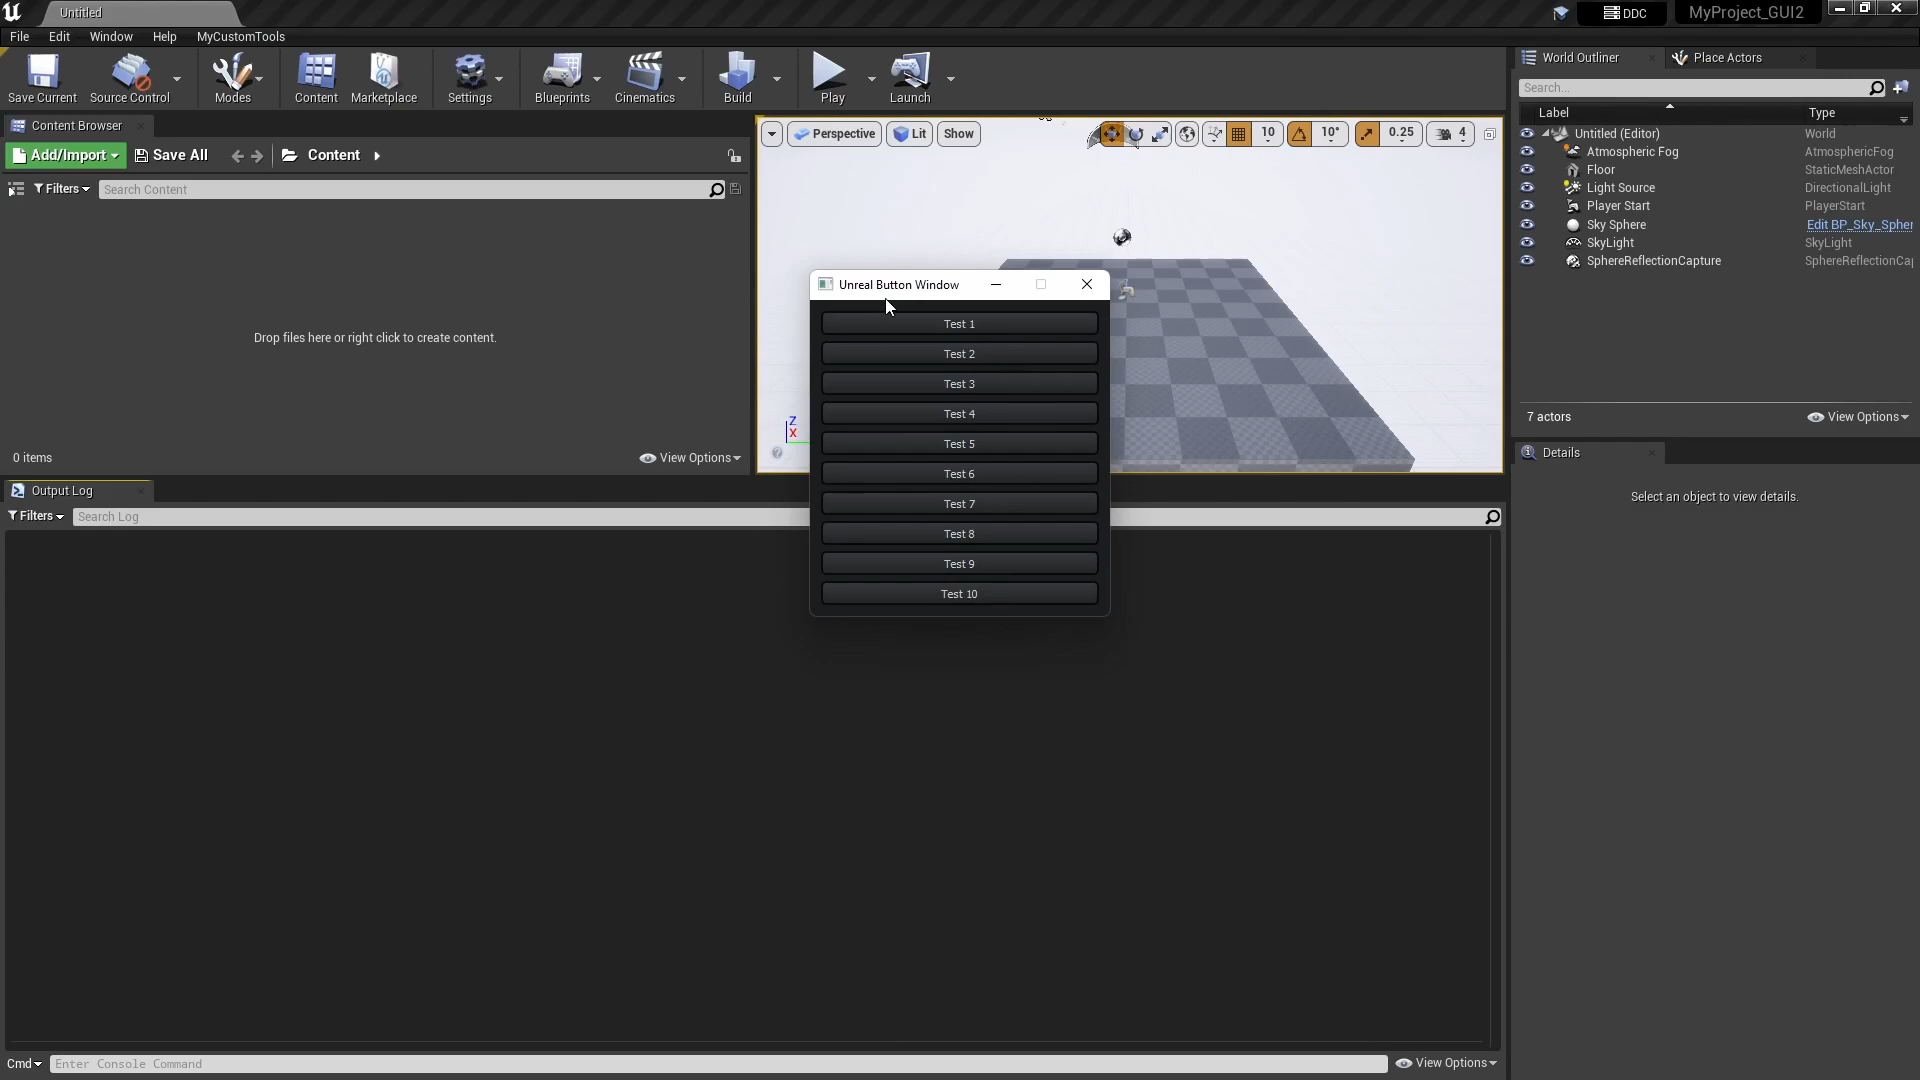 Untitled
DDC
MyProject_GUI2
File Edit Window Help MyCustomTools
Save Current
Source Control
Modes
Content
Marketplace
Settings
Blueprints
Cinematics
Build
Play
Launch
Content Browser
Add/Import
Save All
Content
Filters
Search Content
Drop files here or right click to create content.
0 items
View Options
Perspective
Lit
Show
10
10°
0.25
4
Z
X
Unreal Button Window
Test 1
Test 2
Test 3
Test 4
Test 5
Test 6
Test 7
Test 8
Test 9
Test 10
Output Log
Filters
Search Log
Cmd
Enter Console Command
View Options
World Outliner
Place Actors
Search...
Label Type
Untitled (Editor) World
Atmospheric Fog AtmosphericFog
Floor StaticMeshActor
Light Source DirectionalLight
Player Start PlayerStart
Sky Sphere Edit BP_Sky_Spher
SkyLight SkyLight
SphereReflectionCapture SphereReflectionCa
7 actors
View Options
Details
Select an object to view details.